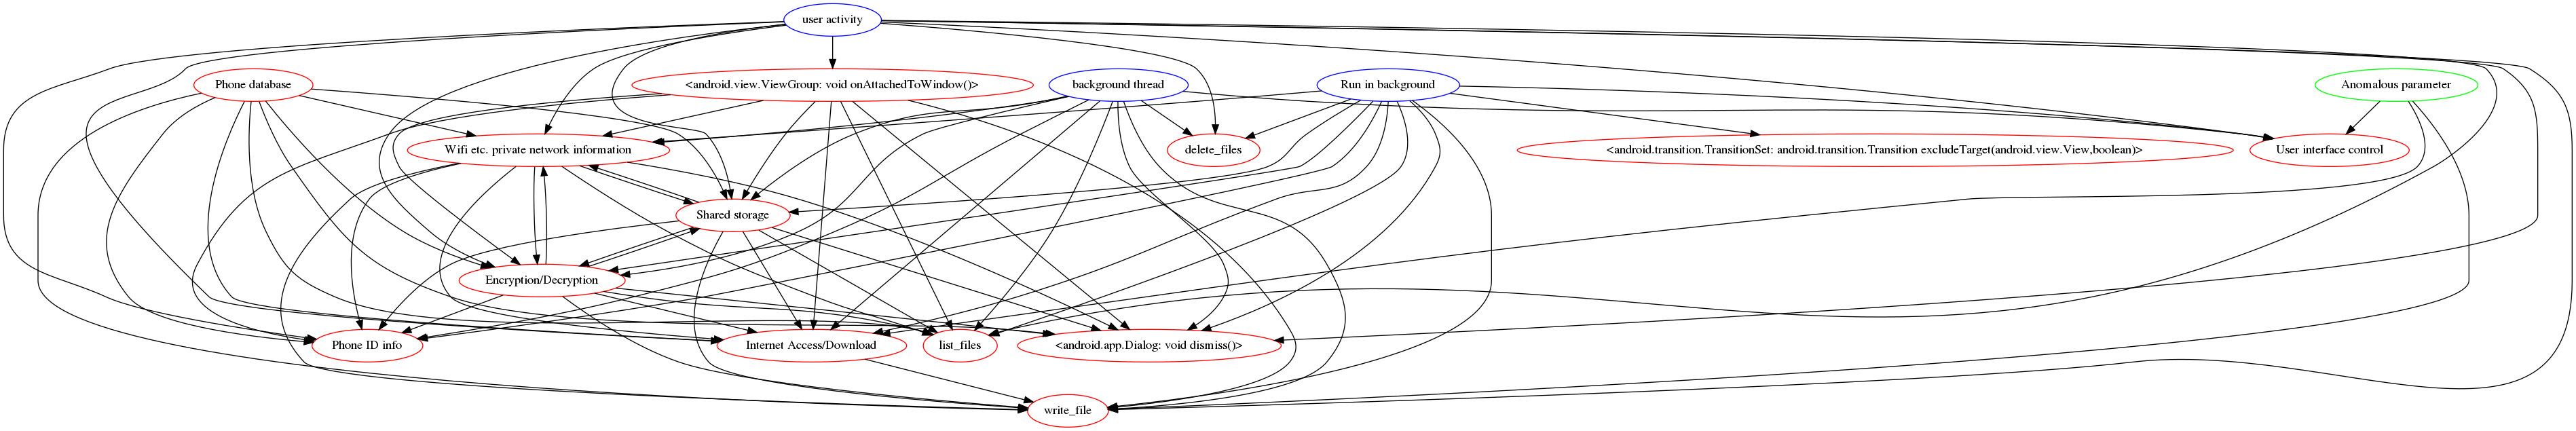 user activity
Phone database
<android.view.ViewGroup: void onAttachedToWindow()>
background thread
Run in background
Anomalous parameter
Wifi etc. private network information
delete_files
<android.transition.TransitionSet: android.transition.Transition excludeTarget(android.view.View,boolean)>
User interface control
Shared storage
Encryption/Decryption
Phone ID info
Internet Access/Download
list_files
<android.app.Dialog: void dismiss()>
write_file